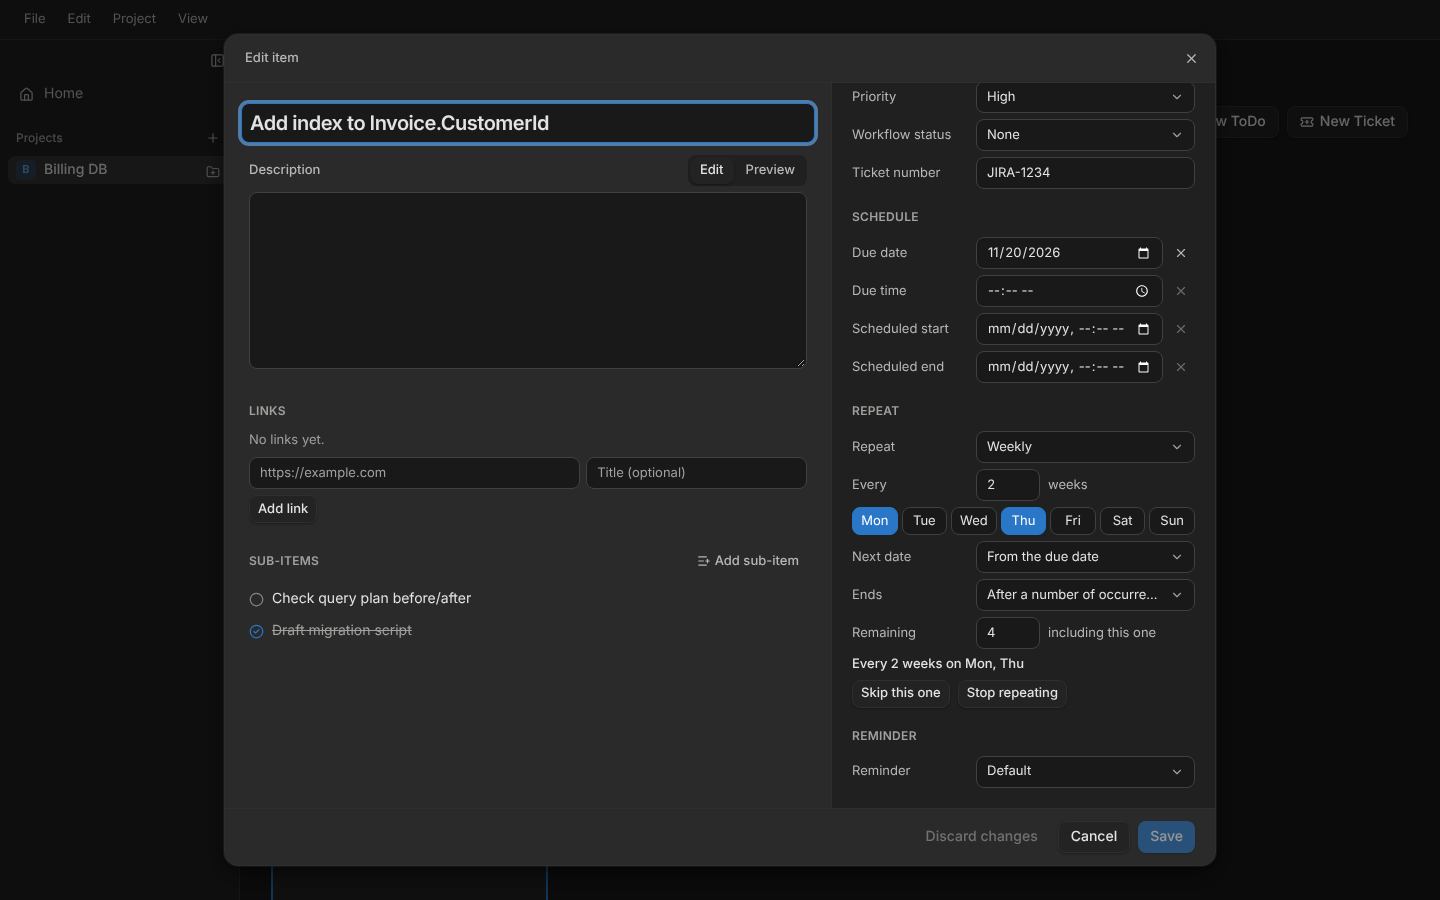 File Edit Project View
Home
Projects
B Billing DB
w ToDo
New Ticket
Edit item
Add index to Invoice.CustomerId
Description
Edit Preview
LINKS
No links yet.
https://example.com
Title (optional)
Add link
SUB-ITEMS
Add sub-item
Check query plan before/after
Draft migration script
Priority High
Workflow status None
Ticket number JIRA-1234
SCHEDULE
Due date 11/20/2026
Due time --:-- --
Scheduled start mm/dd/yyyy, --:-- --
Scheduled end mm/dd/yyyy, --:-- --
REPEAT
Repeat Weekly
Every 2 weeks
Mon Tue Wed Thu Fri Sat Sun
Next date From the due date
Ends After a number of occurre...
Remaining 4 including this one
Every 2 weeks on Mon, Thu
Skip this one Stop repeating
REMINDER
Reminder Default
Discard changes Cancel Save